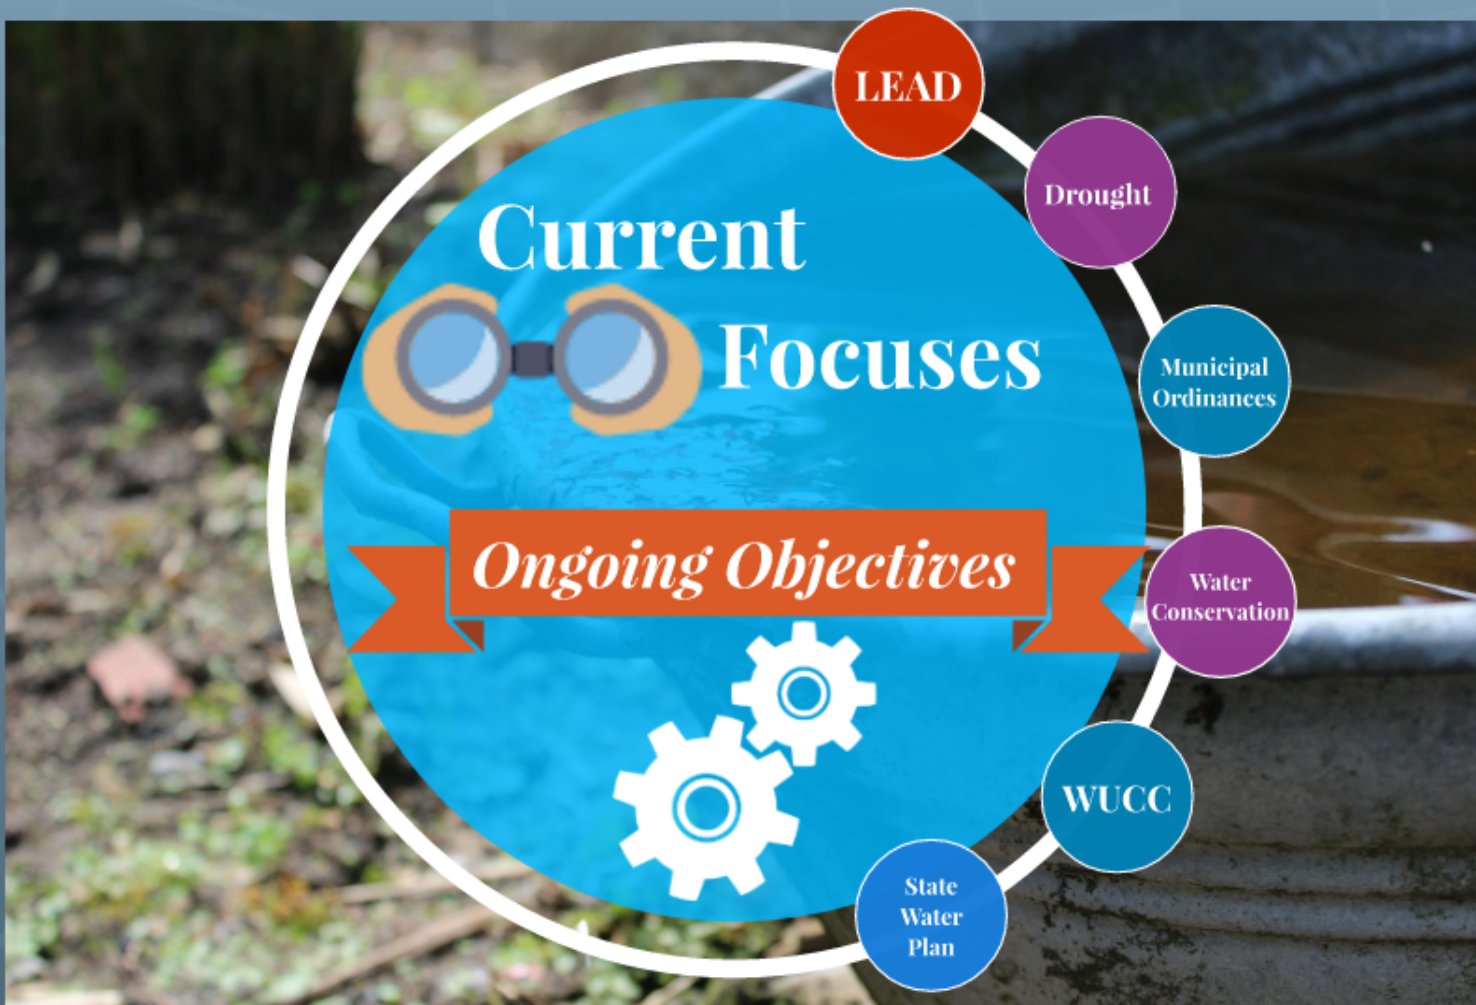 Current
Focuses
Ongoing Objectives
LEAD
Drought
Municipal
Ordinances
Water
Conservation
WUCC
State
Water
Plan